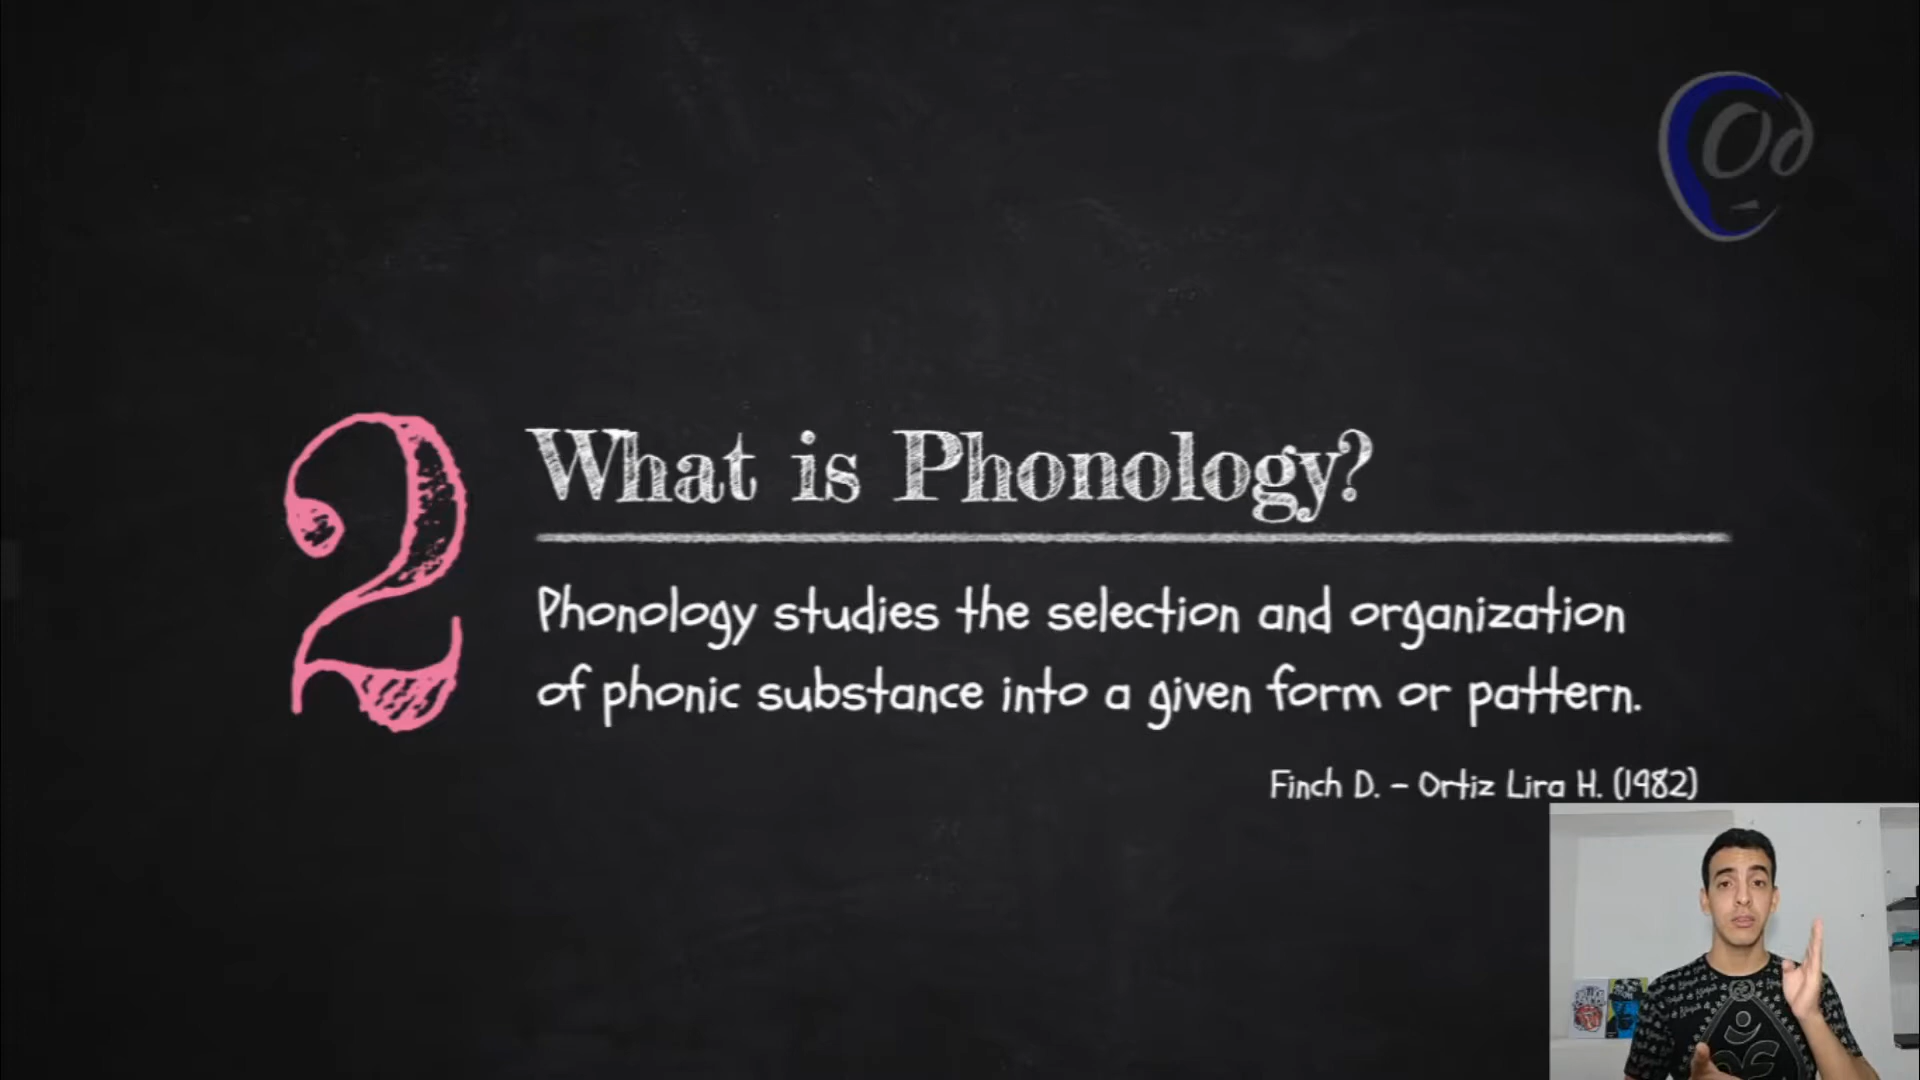 Od
2
What is Phonology?
Phonology studies the selection and organization
of phonic substance into a given form or pattern.
Finch D. – Ortiz Lira H. (1982)